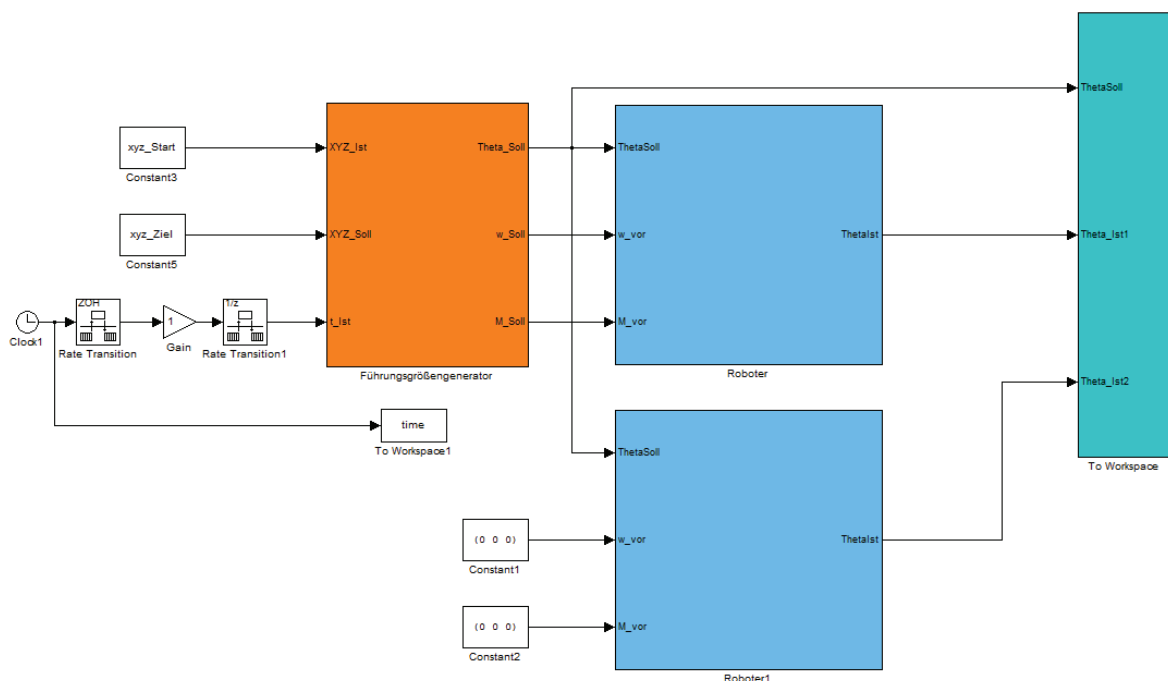 xyz_Start
Constant3
xyz_Ziel
Constant5
Clock1
ZOH
Rate Transition
1
Gain
1/z
Rate Transition1
XYZ_Ist
XYZ_Soll
t_Ist
Theta_Soll
w_Soll
M_Soll
Führungsgrößengenerator
time
To Workspace1
ThetaSoll
w_vor
M_vor
ThetaIst
Roboter
(0 0 0)
Constant1
(0 0 0)
Constant2
ThetaSoll
w_vor
M_vor
ThetaIst
Roboter1
ThetaSoll
Theta_Ist1
Theta_Ist2
To Workspace